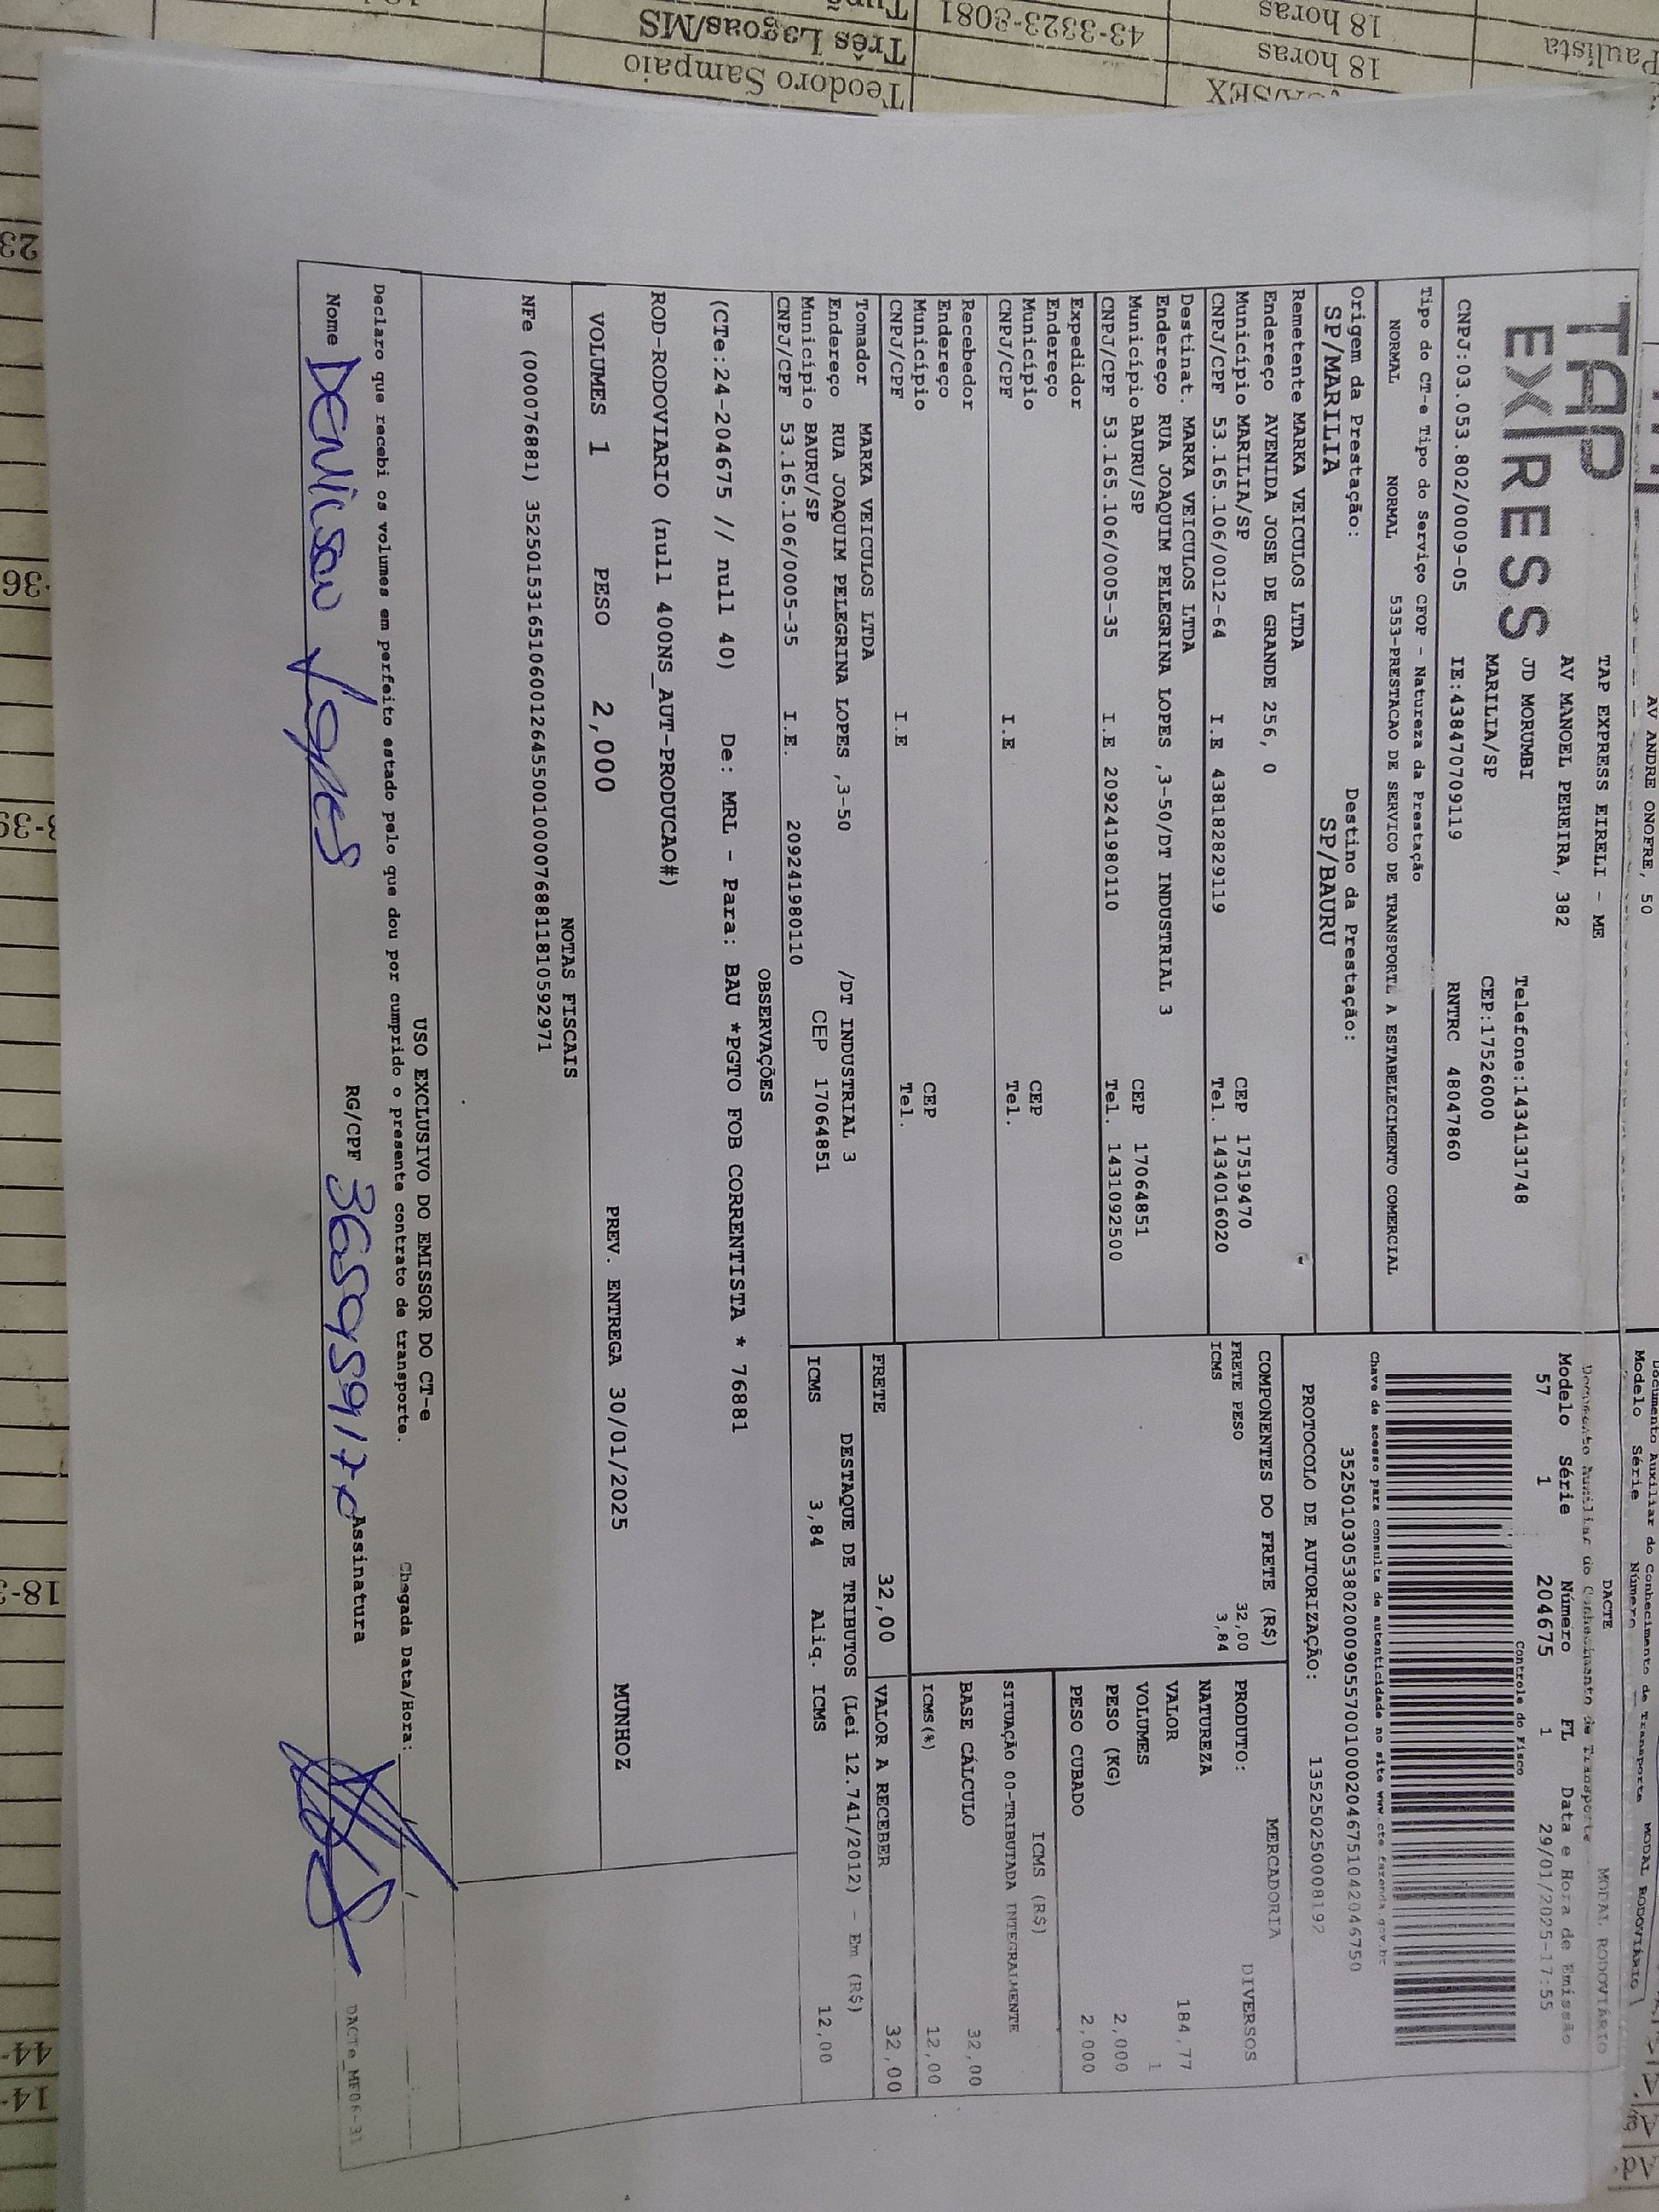 Teodoro Sampaio
Três Lagoas/MS
43-3323-8081
18 horas
18 horas
Paulista
AV ANDRE ONOFRE, 50
TAP EXPRESS
TAP EXPRESS EIRELI - ME
AV MANOEL PEREIRA, 382
JD MORUMBI Telefone:1434131748
MARILIA/SP CEP:17526000
CNPJ:03.053.802/0009-05 IE:438470709119 RNTRC 48047860
DACTE MODAL RODOVIÁRIO
Documento Auxiliar do Conhecimento de Transporte
Modelo Série Número FL Data e Hora de Emissão
57 1 204675 1 29/01/2025-17:55
Controle do Fisco
Chave de acesso para consulta de autenticidade no site www.cte.fazenda.gov.br
35250103053802000905570010002046751042046750
PROTOCOLO DE AUTORIZAÇÃO: 135250250008192
Tipo do CT-e Tipo do Serviço CFOP - Natureza da Prestação
NORMAL NORMAL 5353-PRESTACAO DE SERVICO DE TRANSPORTE A ESTABELECIMENTO COMERCIAL
Origem da Prestação: Destino da Prestação:
SP/MARILIA SP/BAURU
Remetente MARKA VEICULOS LTDA
Endereço AVENIDA JOSE DE GRANDE 256, 0
Município MARILIA/SP CEP 17519470
CNPJ/CPF 53.165.106/0012-64 I.E 438182829119 Tel. 1434016020
Destinat. MARKA VEICULOS LTDA
Endereço RUA JOAQUIM PELEGRINA LOPES ,3-50/DT INDUSTRIAL 3
Município BAURU/SP CEP 17064851
CNPJ/CPF 53.165.106/0005-35 I.E 209241980110 Tel. 1431092500
Expedidor
Endereço
Município CEP
CNPJ/CPF I.E Tel.
Recebedor
Endereço
Município CEP
CNPJ/CPF I.E Tel.
Tomador MARKA VEICULOS LTDA
Endereço RUA JOAQUIM PELEGRINA LOPES ,3-50 /DT INDUSTRIAL 3
Município BAURU/SP CEP 17064851
CNPJ/CPF 53.165.106/0005-35 I.E. 209241980110
COMPONENTES DO FRETE (R$)
FRETE PESO 32,00
ICMS 3,84
MERCADORIA
PRODUTO: DIVERSOS
NATUREZA
VALOR 184,77
VOLUMES 1
PESO (KG) 2,000
PESO CUBADO 2,000
ICMS (R$)
SITUAÇÃO 00-TRIBUTADA INTEGRALMENTE
BASE CÁLCULO 32,00
ICMS(%) 12,00
FRETE 32,00 VALOR A RECEBER 32,00
DESTAQUE DE TRIBUTOS (Lei 12.741/2012) - Em (R$)
ICMS 3,84 Aliq. ICMS 12,00
OBSERVAÇÕES
(CTe:24-204675 // null 40) De: MRL - Para: BAU *PGTO FOB CORRENTISTA * 76881
ROD-RODOVIARIO (null 400NS_AUT-PRODUCAO#)
VOLUMES 1 PESO 2,000 PREV. ENTREGA 30/01/2025 MUNHOZ
NOTAS FISCAIS
NFe (000076881) 35250153165106001264550010000768811810592971
USO EXCLUSIVO DO EMISSOR DO CT-e
Declaro que recebi os volumes em perfeito estado pelo que dou por cumprido o presente contrato de transporte. Chegada Data/Hora:
Nome Denilson Lopes RG/CPF Assinatura
DACTe_MF06-31